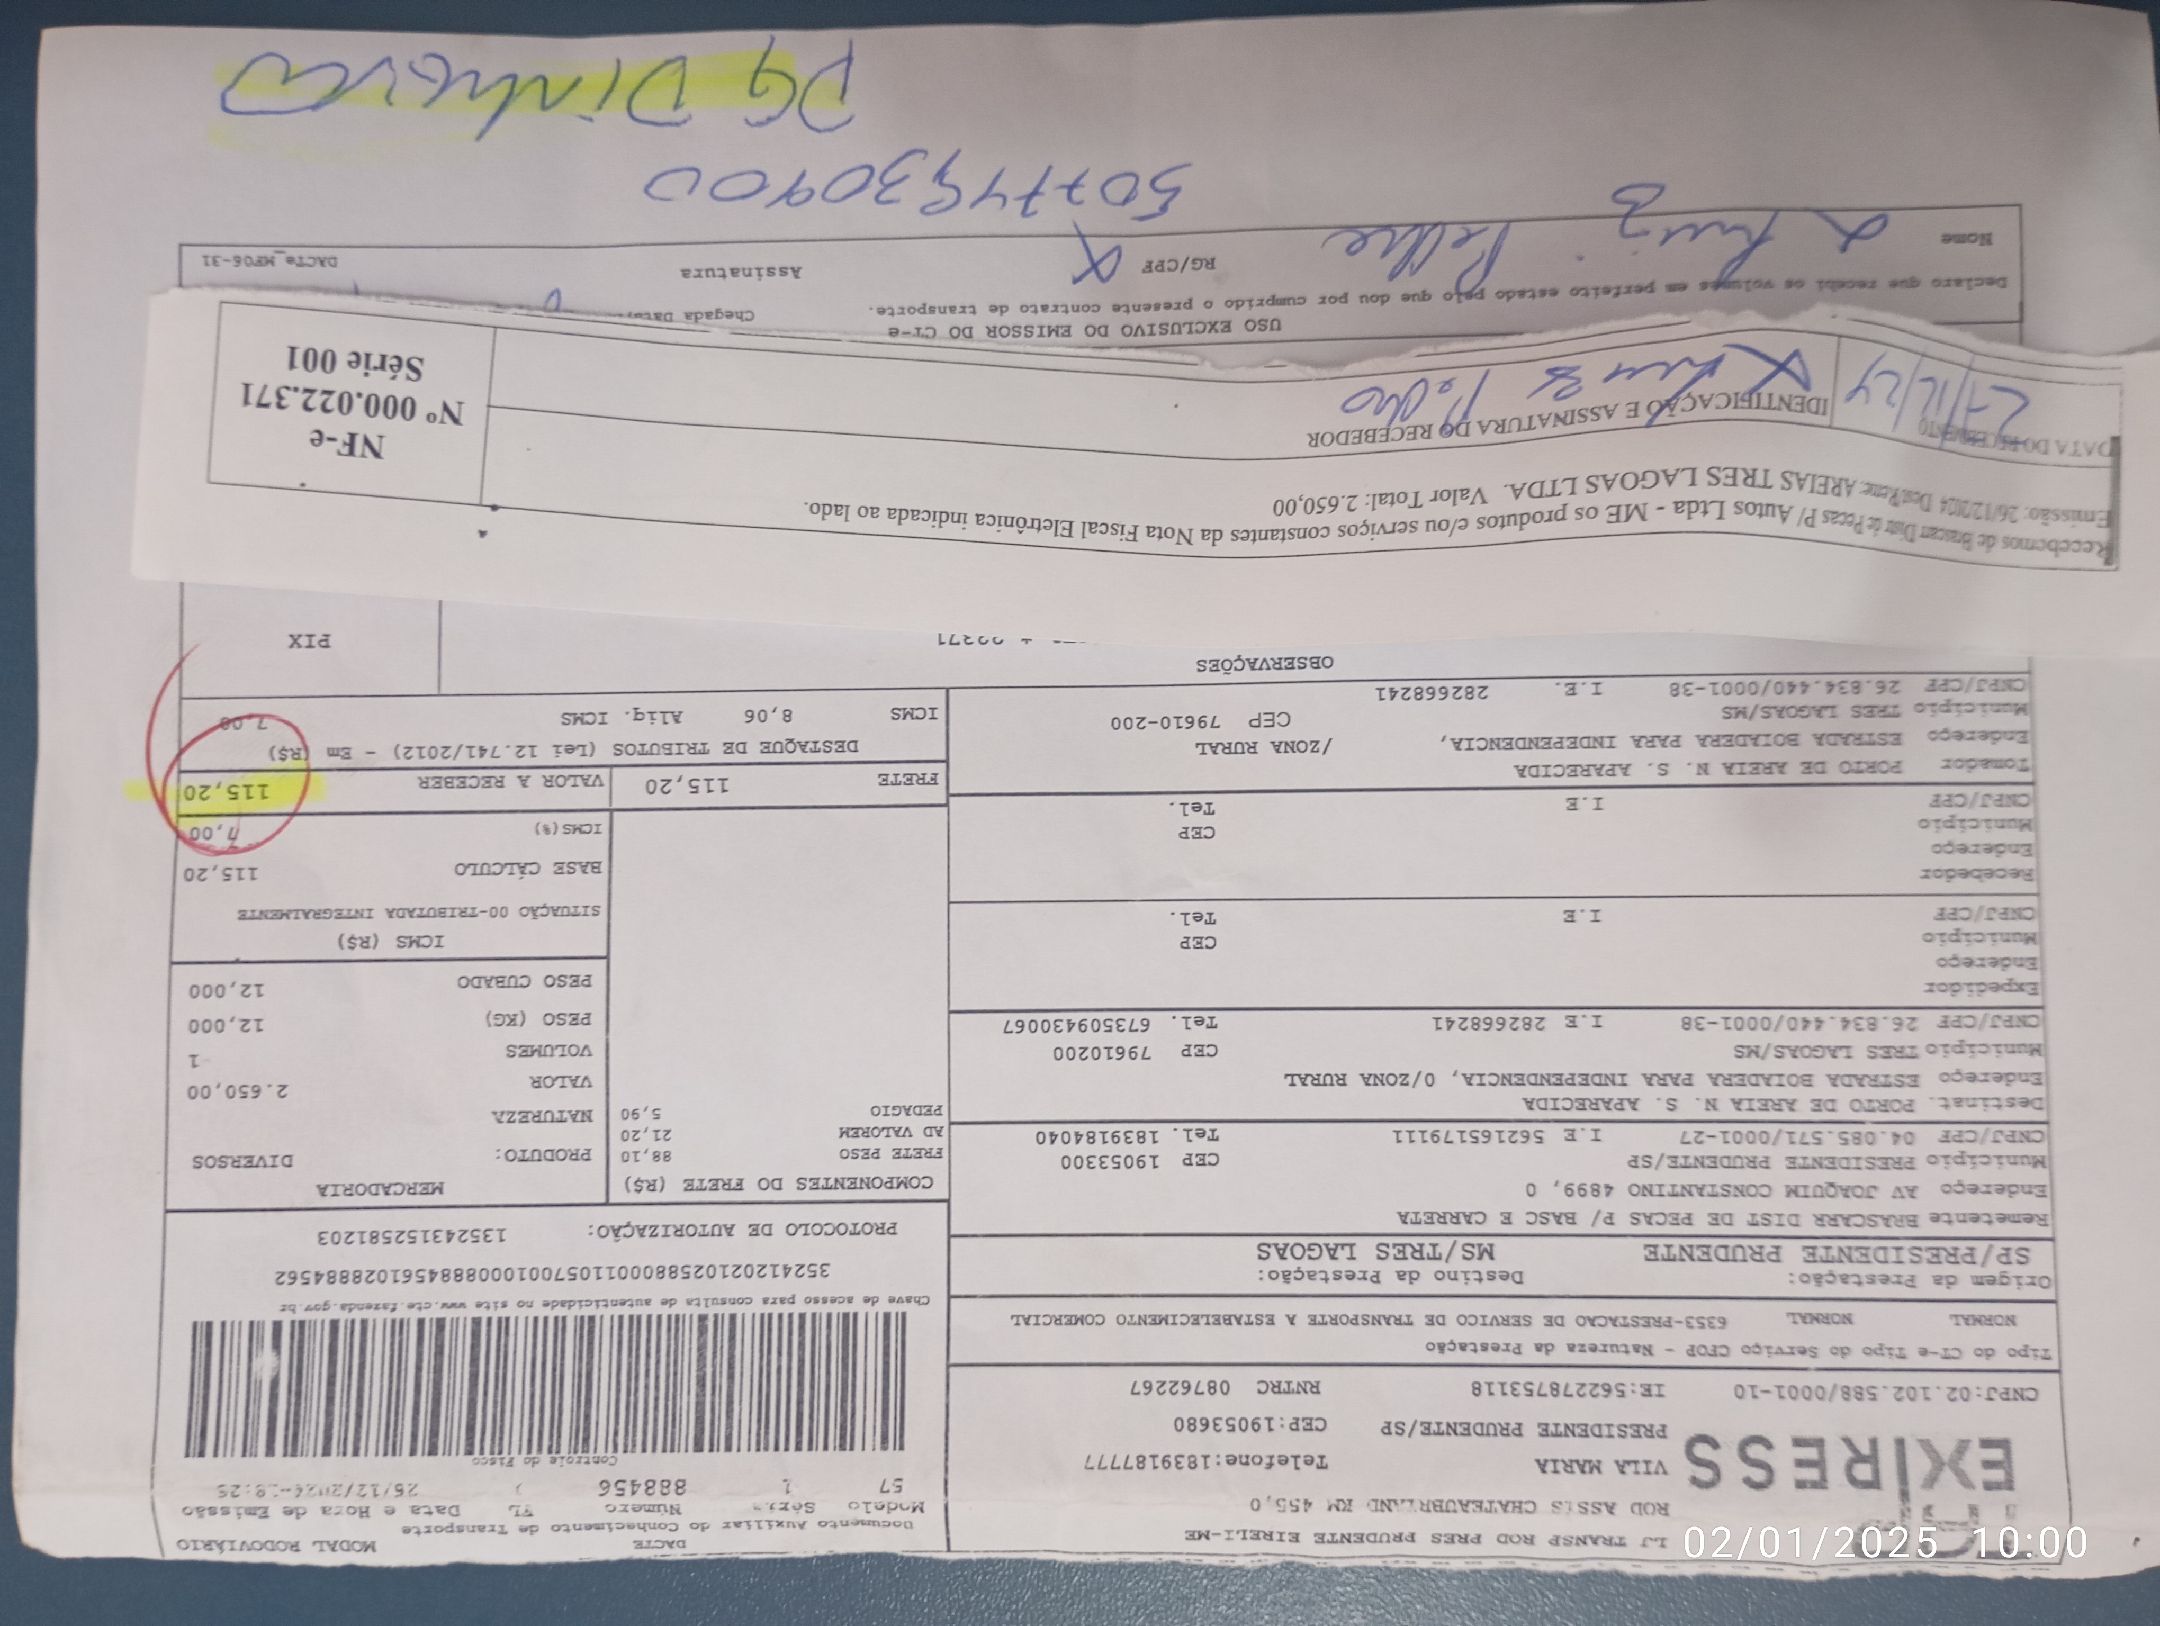 LJ TRANSP ROD PRES PRUDENTE EIRELI-ME
ROD ASSIS CHATEAUBRIAND KM 455,0
EXPRESS
VILA MARIA Telefone:1839187777
PRESIDENTE PRUDENTE/SP CEP:19053680
CNPJ:02.102.588/0001-10 IE:562278753118 RNTRC 08762267
DACTE MODAL RODOVIÁRIO
Documento Auxiliar do Conhecimento de Transporte
Modelo Série Número FL Data e Hora de Emissão
57 1 888456 26/12/2024
Controle do Fisco
Chave de acesso para consulta de autenticidade no site www.cte.fazenda.gov.br
35241202102588000110570010008884561028884562
PROTOCOLO DE AUTORIZAÇÃO: 135243152581203
Tipo do CT-e Tipo do Serviço CFOP - Natureza da Prestação
NORMAL NORMAL 6353-PRESTACAO DE SERVICO DE TRANSPORTE A ESTABELECIMENTO COMERCIAL
Origem da Prestação: Destino da Prestação:
SP/PRESIDENTE PRUDENTE MS/TRES LAGOAS
Remetente BRASCARR DIST DE PECAS P/ BASC E CARRETA
Endereço AV JOAQUIM CONSTANTINO 4899, 0
Município PRESIDENTE PRUDENTE/SP CEP 19053300
CNPJ/CPF 04.085.571/0001-27 I.E 562165179111 Tel. 1839184040
Destinat. PORTO DE AREIA N. S. APARECIDA
Endereço ESTRADA BOIADERA PARA INDEPENDENCIA, 0/ZONA RURAL
Município TRES LAGOAS/MS CEP 79610200
CNPJ/CPF 26.834.440/0001-38 I.E 282668241 Tel. 673509430067
Expedidor
Endereço
Município CEP
CNPJ/CPF I.E Tel.
Recebedor
Endereço
Município CEP
CNPJ/CPF I.E Tel.
Tomador PORTO DE AREIA N. S. APARECIDA
Endereço ESTRADA BOIADERA PARA INDEPENDENCIA, /ZONA RURAL
Município TRES LAGOAS/MS CEP 79610-200
CNPJ/CPF 26.834.440/0001-38 I.E. 282668241
COMPONENTES DO FRETE (R$)
FRETE PESO 88,10
AD VALOREM 21,20
PEDAGIO 5,90
MERCADORIA
PRODUTO: DIVERSOS
NATUREZA
VALOR 2.650,00
VOLUMES 1
PESO (KG) 12,000
PESO CUBADO 12,000
ICMS (R$)
SITUAÇÃO 00-TRIBUTADA INTEGRALMENTE
BASE CÁLCULO 115,20
ICMS(%) 7,00
FRETE 115,20 VALOR A RECEBER 115,20
DESTAQUE DE TRIBUTOS (Lei 12.741/2012) - Em (R$)
ICMS 8,06 Aliq. ICMS 7,00
OBSERVAÇÕES
22371
PIX
Recebemos de Brascarr Distr de Pecas P/ Autos Ltda - ME os produtos e/ou serviços constantes da Nota Fiscal Eletrônica indicada ao lado.
Emissão: 26/12/2024 Dest/Reme: AREIAS TRES LAGOAS LTDA. Valor Total: 2.650,00
DATA DO RECEBIMENTO
27/12/24
IDENTIFICAÇÃO E ASSINATURA DO RECEBEDOR
X Luiz Pedro
NF-e
Nº 000.022.371
Série 001
USO EXCLUSIVO DO EMISSOR DO CT-e
Declaro que recebi os volumes em perfeito estado pelo que dou por cumprido o presente contrato de transporte.
Chegada Data
Nome X Luiz RG/CPF X Assinatura
DACTe_MP06-31
PG Dinheiro
02/01/2025 10:00